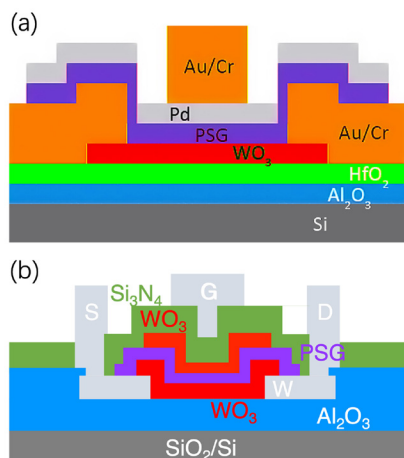 (a)
Au/Cr
Pd
PSG
Au/Cr
WO₃
HfO₂
Al₂O₃
Si
(b)
Si₃N₄
G
S
D
WO₃
PSG
W
WO₃
Al₂O₃
SiO₂/Si